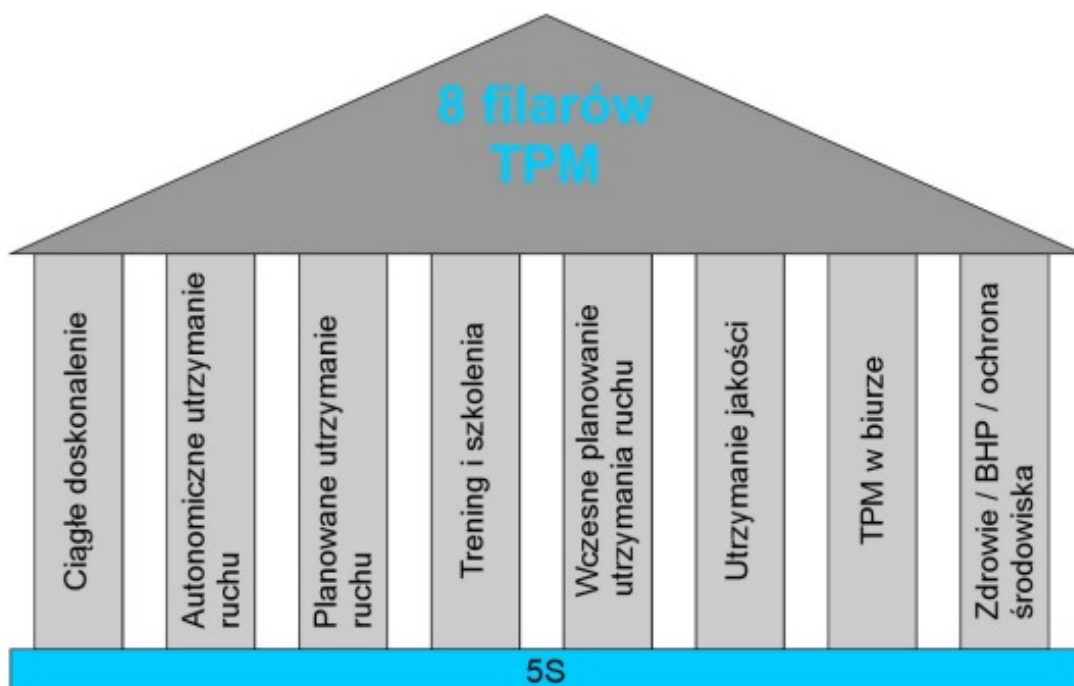 8 filarów
TPM
Ciągłe doskonalenie
Autonomiczne utrzymanie
ruchu
Planowane utrzymanie
ruchu
Trening i szkolenia
Wczesne planowanie
utrzymania ruchu
Utrzymanie jakości
TPM w biurze
Zdrowie / BHP / ochrona
środowiska
5S